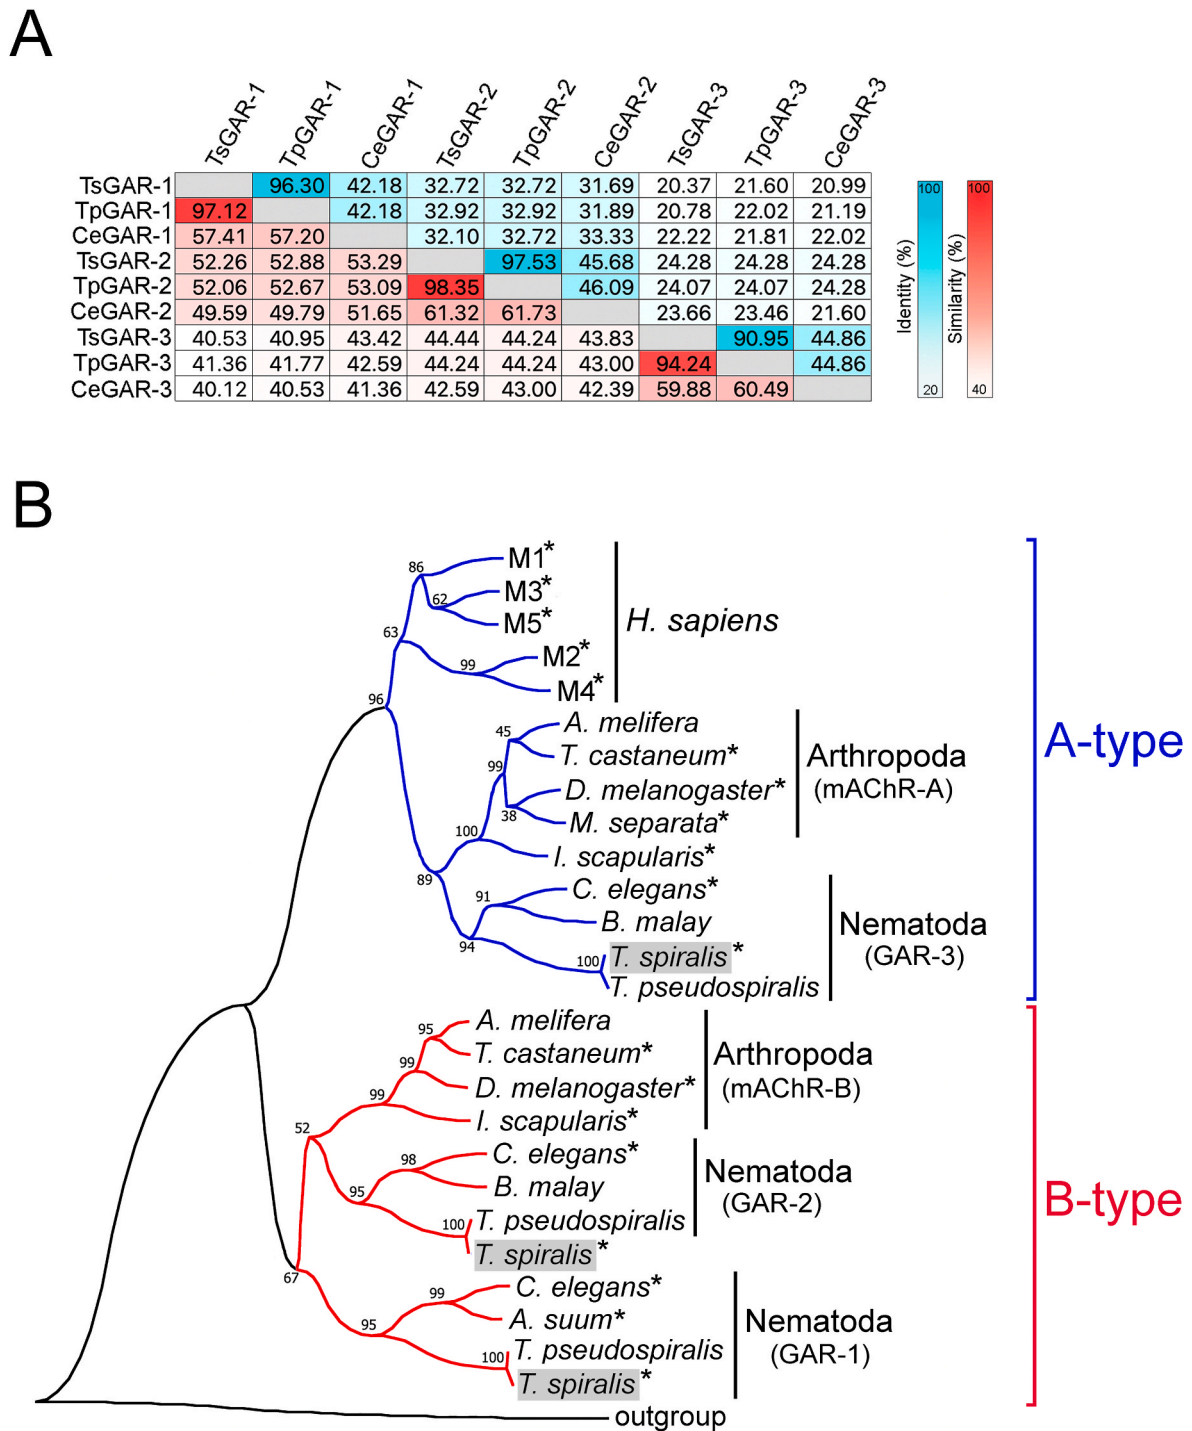 A
TsGAR-1 TpGAR-1 CeGAR-1 TsGAR-2 TpGAR-2 CeGAR-2 TsGAR-3 TpGAR-3 CeGAR-3
TsGAR-1 96.30 42.18 32.72 32.72 31.69 20.37 21.60 20.99
TpGAR-1 97.12 42.18 32.92 32.92 31.89 20.78 22.02 21.19
CeGAR-1 57.41 57.20 32.10 32.72 33.33 22.22 21.81 22.02
TsGAR-2 52.26 52.88 53.29 97.53 45.68 24.28 24.28 24.28
TpGAR-2 52.06 52.67 53.09 98.35 46.09 24.07 24.07 24.28
CeGAR-2 49.59 49.79 51.65 61.32 61.73 23.66 23.46 21.60
TsGAR-3 40.53 40.95 43.42 44.44 44.24 43.83 90.95 44.86
TpGAR-3 41.36 41.77 42.59 44.24 44.24 43.00 94.24 44.86
CeGAR-3 40.12 40.53 41.36 42.59 43.00 42.39 59.88 60.49
Identity (%)
100
20
Similarity (%)
100
40
B
86
M1*
62
M3*
M5*
H. sapiens
63
99
M2*
M4*
96
45
A. melifera
T. castaneum*
99
D. melanogaster*
38
M. separata*
Arthropoda
(mAChR-A)
100
I. scapularis*
89
91
C. elegans*
B. malay
94
100
T. spiralis*
T. pseudospiralis
Nematoda
(GAR-3)
A-type
95
A. melifera
T. castaneum*
99
D. melanogaster*
99
I. scapularis*
Arthropoda
(mAChR-B)
52
98
C. elegans*
B. malay
95
100
T. pseudospiralis
T. spiralis*
Nematoda
(GAR-2)
B-type
67
99
C. elegans*
A. suum*
95
100
T. pseudospiralis
T. spiralis*
Nematoda
(GAR-1)
outgroup